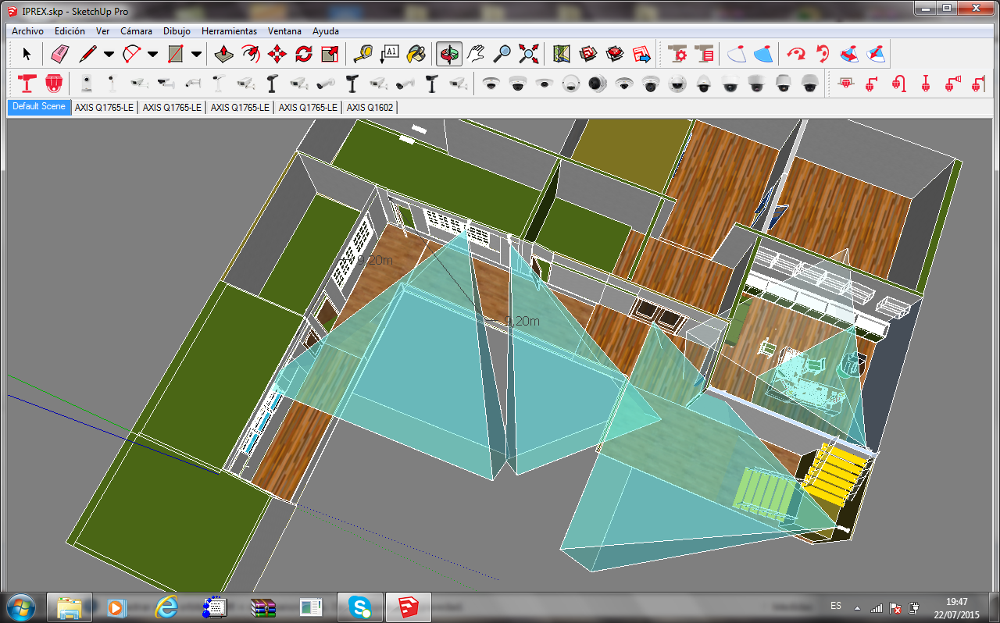 IPREX.skp - SketchUp Pro
Archivo Edición Ver Cámara Dibujo Herramientas Ventana Ayuda
A1
Default Scene AXIS Q1765-LE AXIS Q1765-LE AXIS Q1765-LE AXIS Q1765-LE AXIS Q1602
9,20m
9,20m
ES
19:47
22/07/2015